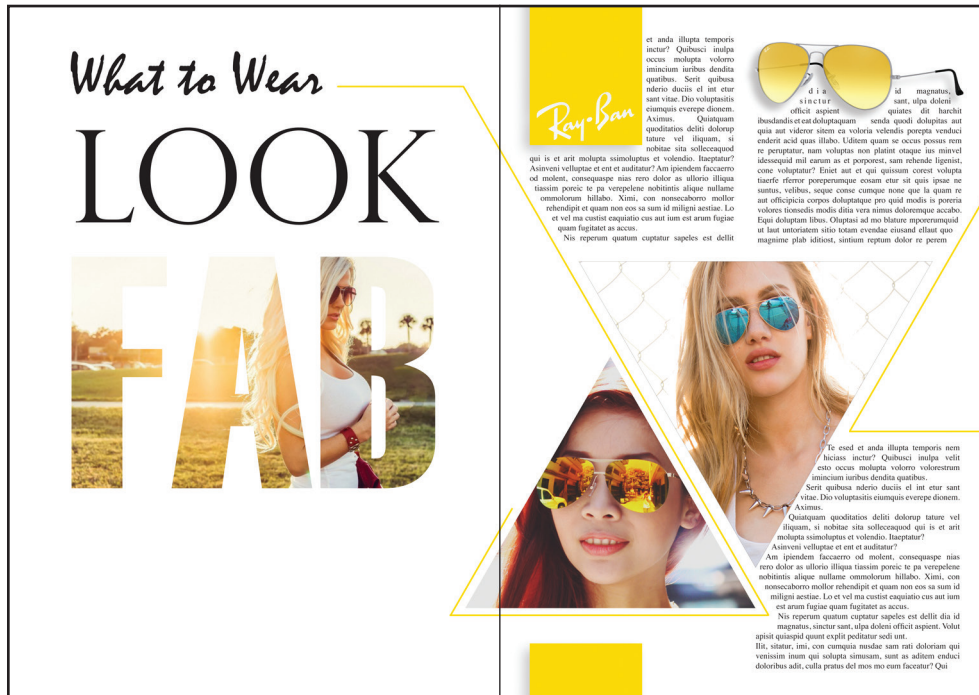 What to Wear
LOOK
FAB
Ray-Ban
et anda illupta temporis
inctur? Quibusci inulpa
occus molupta volorro
imincium iuribus dendita
quatibus. Serit quibusa
nderio duciis el int etur
sant vitae. Dio voluptasitis
eiumquis everepe dionem.
Aximus. Quiatquam
quoditatios deliti dolorup
tature vel iliquam, si
nobitae sita solleceaquod
qui is et arit molupta ssimoluptus et volendio. Itaeptatur?
Asinveni velluptae et ent et auditatur? Am ipiendem faccaerro
od molent, consequaspe nias rero dolor as ullorio illiqua
tiassim poreic te pa verepelene nobitintis alique nullame
ommolorum hillabo. Ximi, con nonsecaborro mollor
rehendipit et quam non eos sa sum id miligni aestiae. Lo
et vel ma custist eaquiatio cus aut ium est arum fugiae
quam fugitatet as accus.
Nis reperum quatum cuptatur sapeles est dellit
dia id magnatus,
sinctur sant, ulpa doleni
officit aspient quiates dit harchit
ibusdandis et eat doluptaquam senda quodi dolupitas aut
quia aut videror sitem ea voloria velendis porepta venduci
enderit acid quas illabo. Uditem quam se occus possus rem
re peruptatur, nam voluptas non platint otaque ius minvel
idessequid mil earum as et porporest, sam rehende ligenist,
cone voluptatur? Eniet aut et qui quissum corest volupta
tiaerfe rferror porepernumque eosam etur sit quis ipsae ne
suntus, velibus, seque conse cumque none que la quam re
aut officipicia corpos doluptatque pro quid modis is poreria
volores tionsedis modis ditia vera nimus doloremque accabo.
Equi doluptam libus. Oluptasi ad mo blature mporerumquid
ut laut untoriatem sitio totam evendae eiusand ellaut quo
magnime plab iditiost, sintium reptum dolor re perem
Te esed et anda illupta temporis nem
hiciass inctur? Quibusci inulpa velit
esto occus molupta volorro volorestrum
imincium iuribus dendita quatibus.
Serit quibusa nderio duciis el int etur sant
vitae. Dio voluptasitis eiumquis everepe dionem.
Aximus.
Quiatquam quoditatios deliti dolorup tature vel
iliquam, si nobitae sita solleceaquod qui is et arit
molupta ssimoluptus et volendio. Itaeptatur?
Asinveni velluptae et ent et auditatur?
Am ipiendem faccaerro od molent, consequaspe nias
rero dolor as ullorio illiqua tiassim poreic te pa verepelene
nobitintis alique nullame ommolorum hillabo. Ximi, con
nonsecaborro mollor rehendipit et quam non eos sa sum id
miligni aestiae. Lo et vel ma custist eaquiatio cus aut ium
est arum fugiae quam fugitatet as accus.
Nis reperum quatum cuptatur sapeles est dellit dia id
magnatus, sinctur sant, ulpa doleni officit aspient. Volut
apisit quiaspid quunt explit peditatur sedi unt.
Ilit, sitatur, imi, con cumquia nusdae sam rati doloriam qui
venissim inum qui solupta simusam, sunt as aditem enduci
doloribus adit, culla pratus del mos mo eum faceatur? Qui